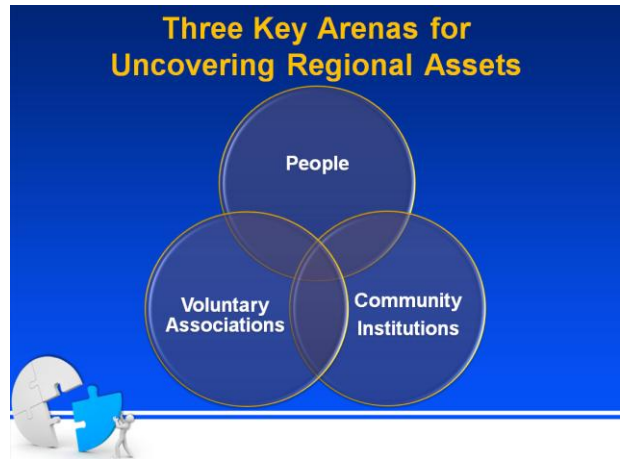 Three Key Arenas for
Uncovering Regional Assets
People
Voluntary
Associations
Community
Institutions